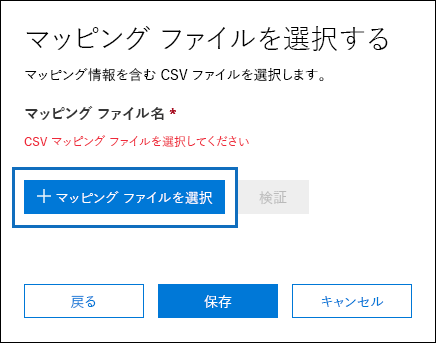 マッピング ファイルを選択する
マッピング情報を含む CSV ファイルを選択します。
マッピング ファイル名 *
CSV マッピング ファイルを選択してください
＋ マッピング ファイルを選択 検証
戻る 保存 キャンセル